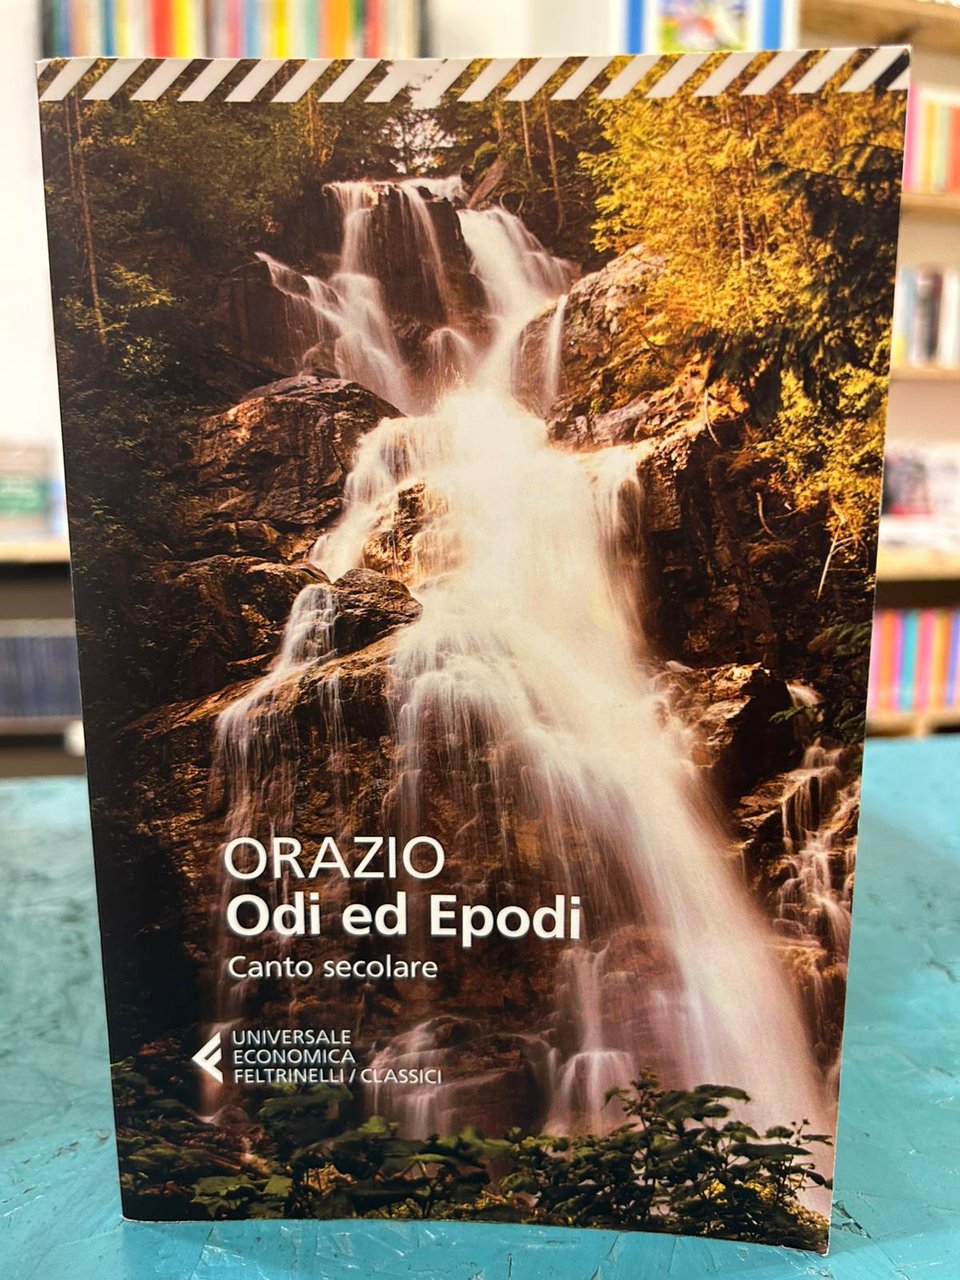 ORAZIO
Odi ed Epodi
Canto secolare
UNIVERSALE
ECONOMICA
FELTRINELLI / CLASSICI